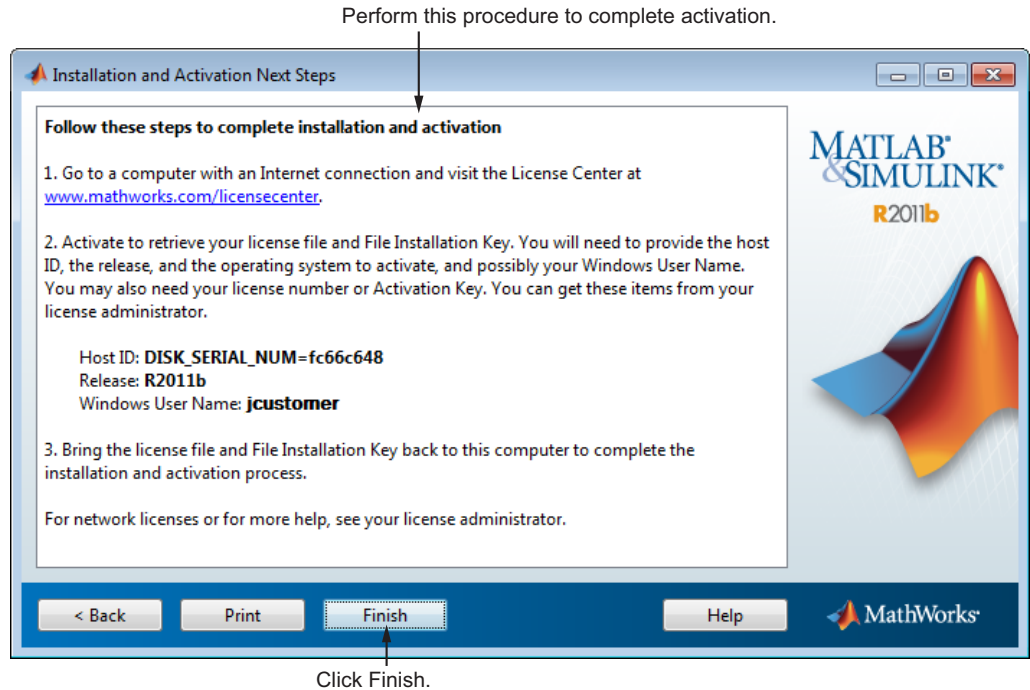 Perform this procedure to complete activation.
Installation and Activation Next Steps
Follow these steps to complete installation and activation
1. Go to a computer with an Internet connection and visit the License Center at
www.mathworks.com/licensecenter.
2. Activate to retrieve your license file and File Installation Key. You will need to provide the host
ID, the release, and the operating system to activate, and possibly your Windows User Name.
You may also need your license number or Activation Key. You can get these items from your
license administrator.
Host ID: DISK_SERIAL_NUM=fc66c648
Release: R2011b
Windows User Name: jcustomer
3. Bring the license file and File Installation Key back to this computer to complete the
installation and activation process.
For network licenses or for more help, see your license administrator.
MATLAB®
&SIMULINK®
R2011b
< Back
Print
Finish
Help
MathWorks®
Click Finish.